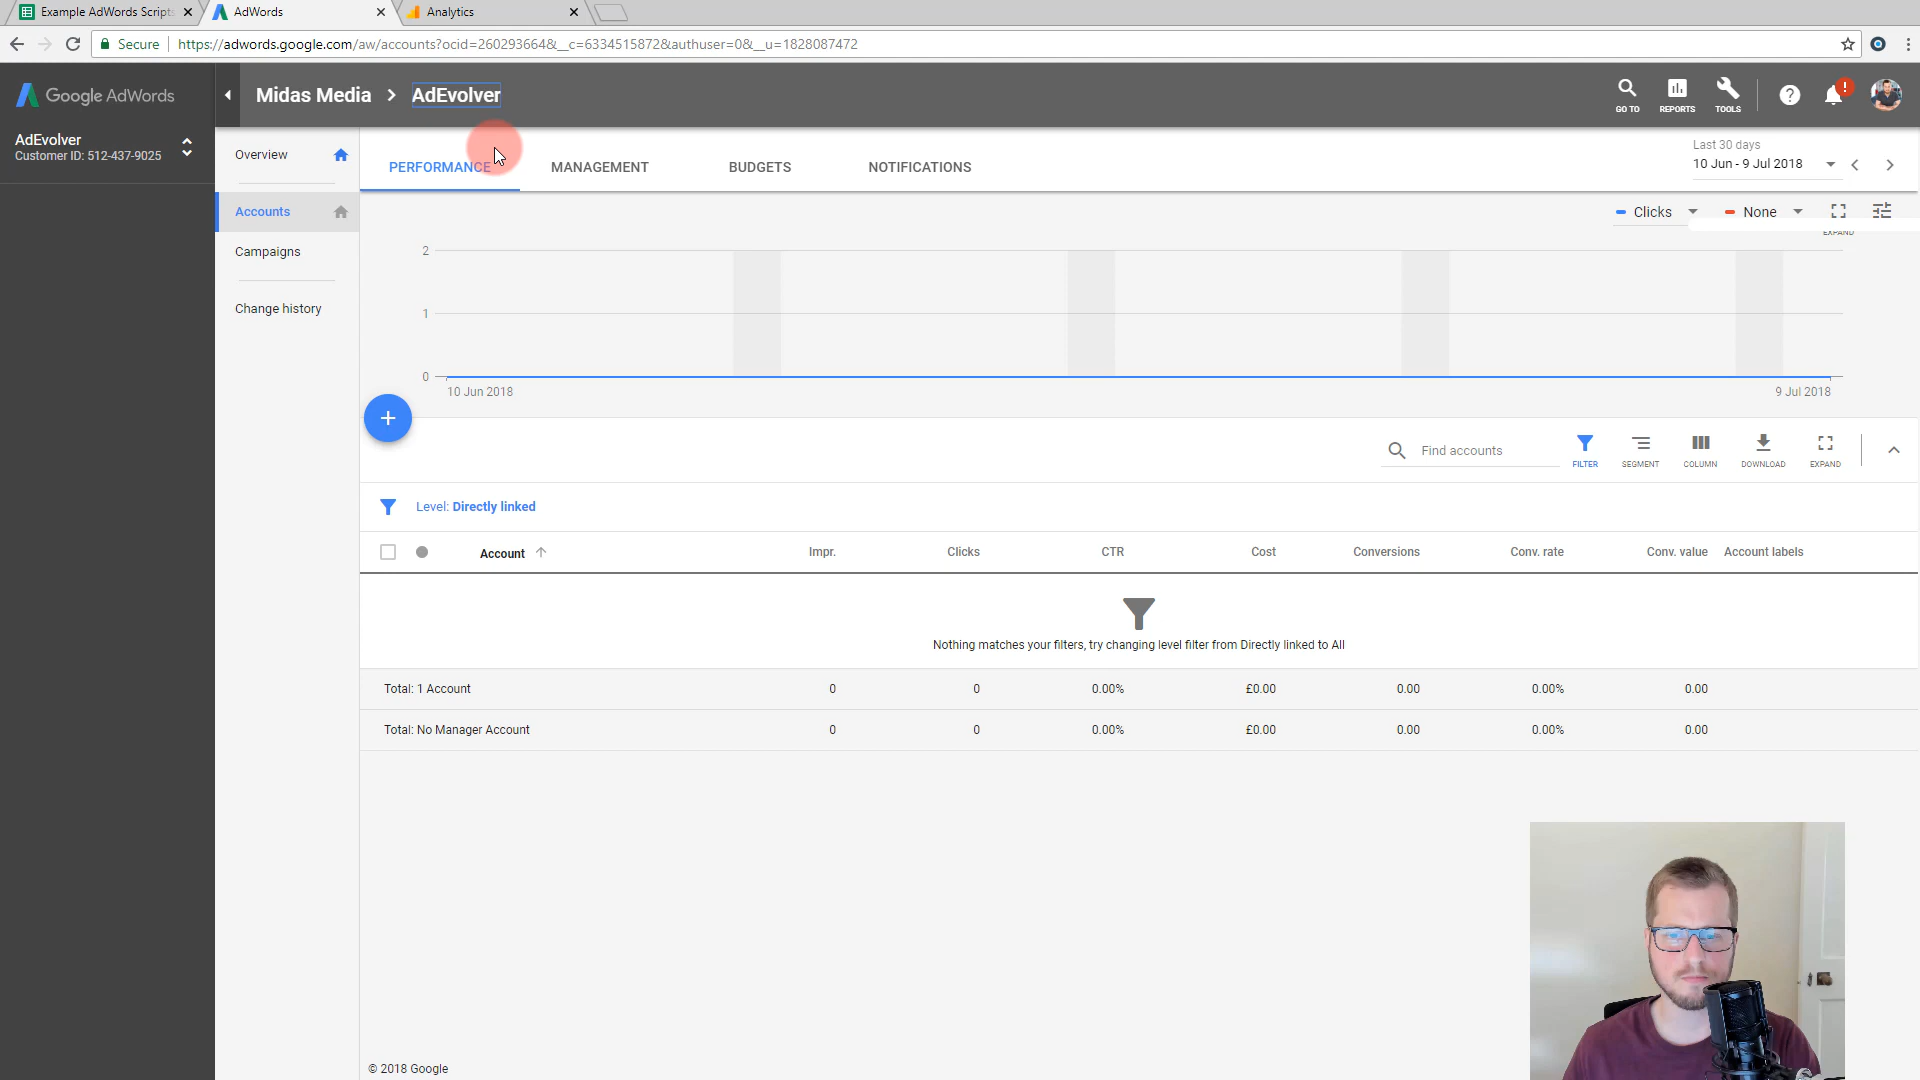 Example AdWords Scripts
AdWords
Analytics
Secure
https://adwords.google.com/aw/accounts?ocid=260293664&__c=6334515872&authuser=0&__u=1828087472
Google AdWords
Midas Media > AdEvolver
GO TO
REPORTS
TOOLS
AdEvolver
Customer ID: 512-437-9025
Overview
Accounts
Campaigns
Change history
PERFORMANCE
MANAGEMENT
BUDGETS
NOTIFICATIONS
Last 30 days
10 Jun - 9 Jul 2018
Clicks
None
EXPAND
2
1
0
10 Jun 2018
9 Jul 2018
Find accounts
FILTER
SEGMENT
COLUMN
DOWNLOAD
EXPAND
Level: Directly linked
Account Impr. Clicks CTR Cost Conversions Conv. rate Conv. value Account labels
Nothing matches your filters, try changing level filter from Directly linked to All
Total: 1 Account 0 0 0.00% £0.00 0.00 0.00% 0.00
Total: No Manager Account 0 0 0.00% £0.00 0.00 0.00% 0.00
© 2018 Google